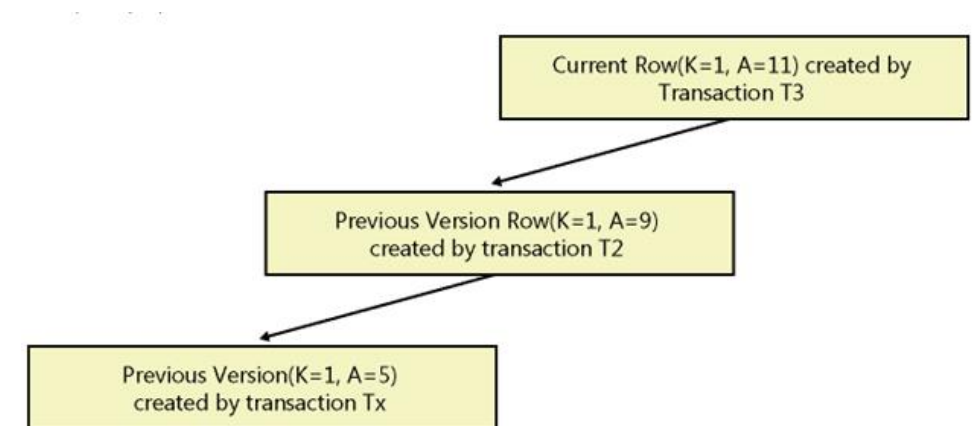 Current Row(K=1, A=11) created by
Transaction T3
Previous Version Row(K=1, A=9)
created by transaction T2
Previous Version(K=1, A=5)
created by transaction Tx